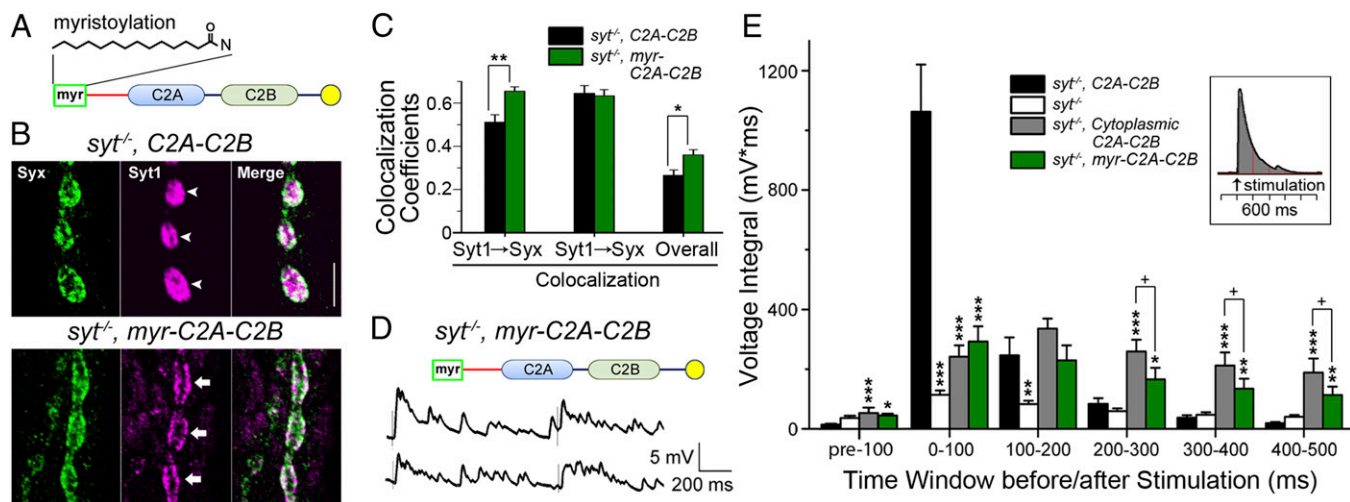 A
myristoylation
O
N
myr
C2A
C2B
B
syt-/-, C2A-C2B
Syx
Syt1
Merge
syt-/-, myr-C2A-C2B
C
syt-/-, C2A-C2B
syt-/-, myr-
C2A-C2B
**
*
Colocalization
Coefficients
0.6
0.4
0.2
0
Syt1→Syx
Syt1→Syx
Overall
Colocalization
D
syt-/-, myr-C2A-C2B
myr
C2A
C2B
5 mV
200 ms
E
syt-/-, C2A-C2B
syt-/-
syt-/-, Cytoplasmic
C2A-C2B
syt-/-, myr-C2A-C2B
stimulation
600 ms
Voltage Integral (mV*ms)
1200
800
400
0
***
*
***
***
***
**
+
***
*
+
***
**
+
***
**
pre-100
0-100
100-200
200-300
300-400
400-500
Time Window before/after Stimulation (ms)